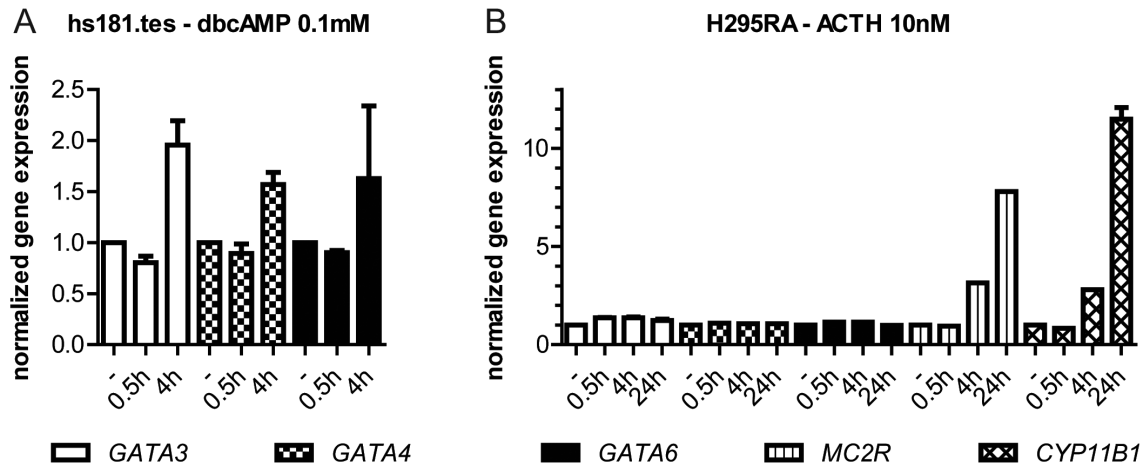 A hs181.tes - dbcAMP 0.1mM
normalized gene expression
2.5
2.0
1.5
1.0
0.5
0.0
- 0.5h 4h - 0.5h 4h - 0.5h 4h
B H295RA - ACTH 10nM
normalized gene expression
10
5
0
- 0.5h 4h 24h - 0.5h 4h 24h - 0.5h 4h 24h - 0.5h 4h 24h - 0.5h 4h 24h
GATA3 GATA4 GATA6 MC2R CYP11B1